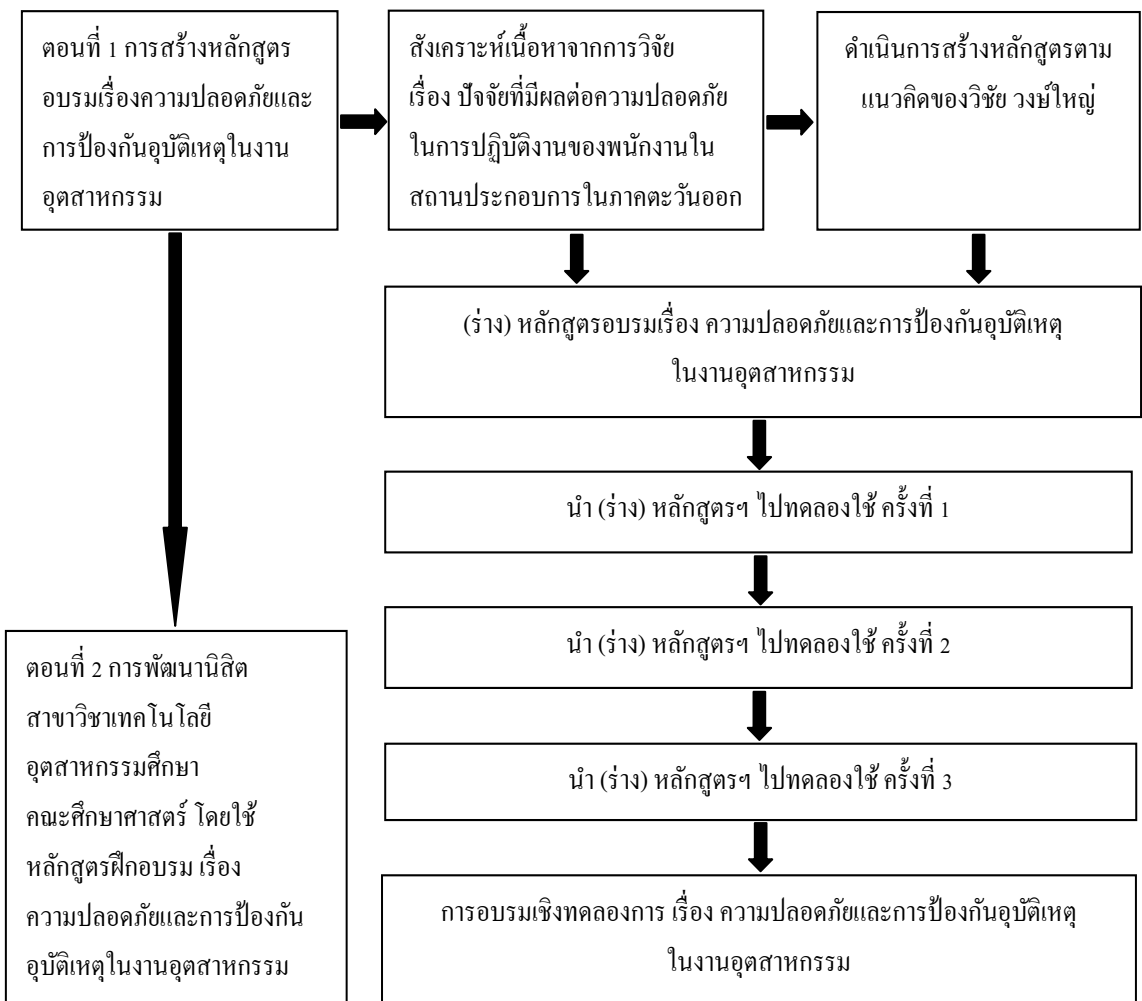 ตอนที่ 1 การสร้างหลักสูตร
อบรมเรื่องความปลอดภัยและ
การป้องกันอุบัติเหตุในงาน
อุตสาหกรรม
สังเคราะห์เนื้อหาจากการวิจัย
เรื่อง ปัจจัยที่มีผลต่อความปลอดภัย
ในการปฏิบัติงานของพนักงานใน
สถานประกอบการในภาคตะวันออก
ดำเนินการสร้างหลักสูตรตาม
แนวคิดของวิชัย วงษ์ใหญ่
(ร่าง) หลักสูตรอบรมเรื่อง ความปลอดภัยและการป้องกันอุบัติเหตุ
ในงานอุตสาหกรรม
นำ (ร่าง) หลักสูตรฯ ไปทดลองใช้ ครั้งที่ 1
นำ (ร่าง) หลักสูตรฯ ไปทดลองใช้ ครั้งที่ 2
นำ (ร่าง) หลักสูตรฯ ไปทดลองใช้ ครั้งที่ 3
การอบรมเชิงทดลองการ เรื่อง ความปลอดภัยและการป้องกันอุบัติเหตุ
ในงานอุตสาหกรรม
ตอนที่ 2 การพัฒนานิสิต
สาขาวิชาเทคโนโลยี
อุตสาหกรรมศึกษา
คณะศึกษาศาสตร์ โดยใช้
หลักสูตรฝึกอบรม เรื่อง
ความปลอดภัยและการป้องกัน
อุบัติเหตุในงานอุตสาหกรรม